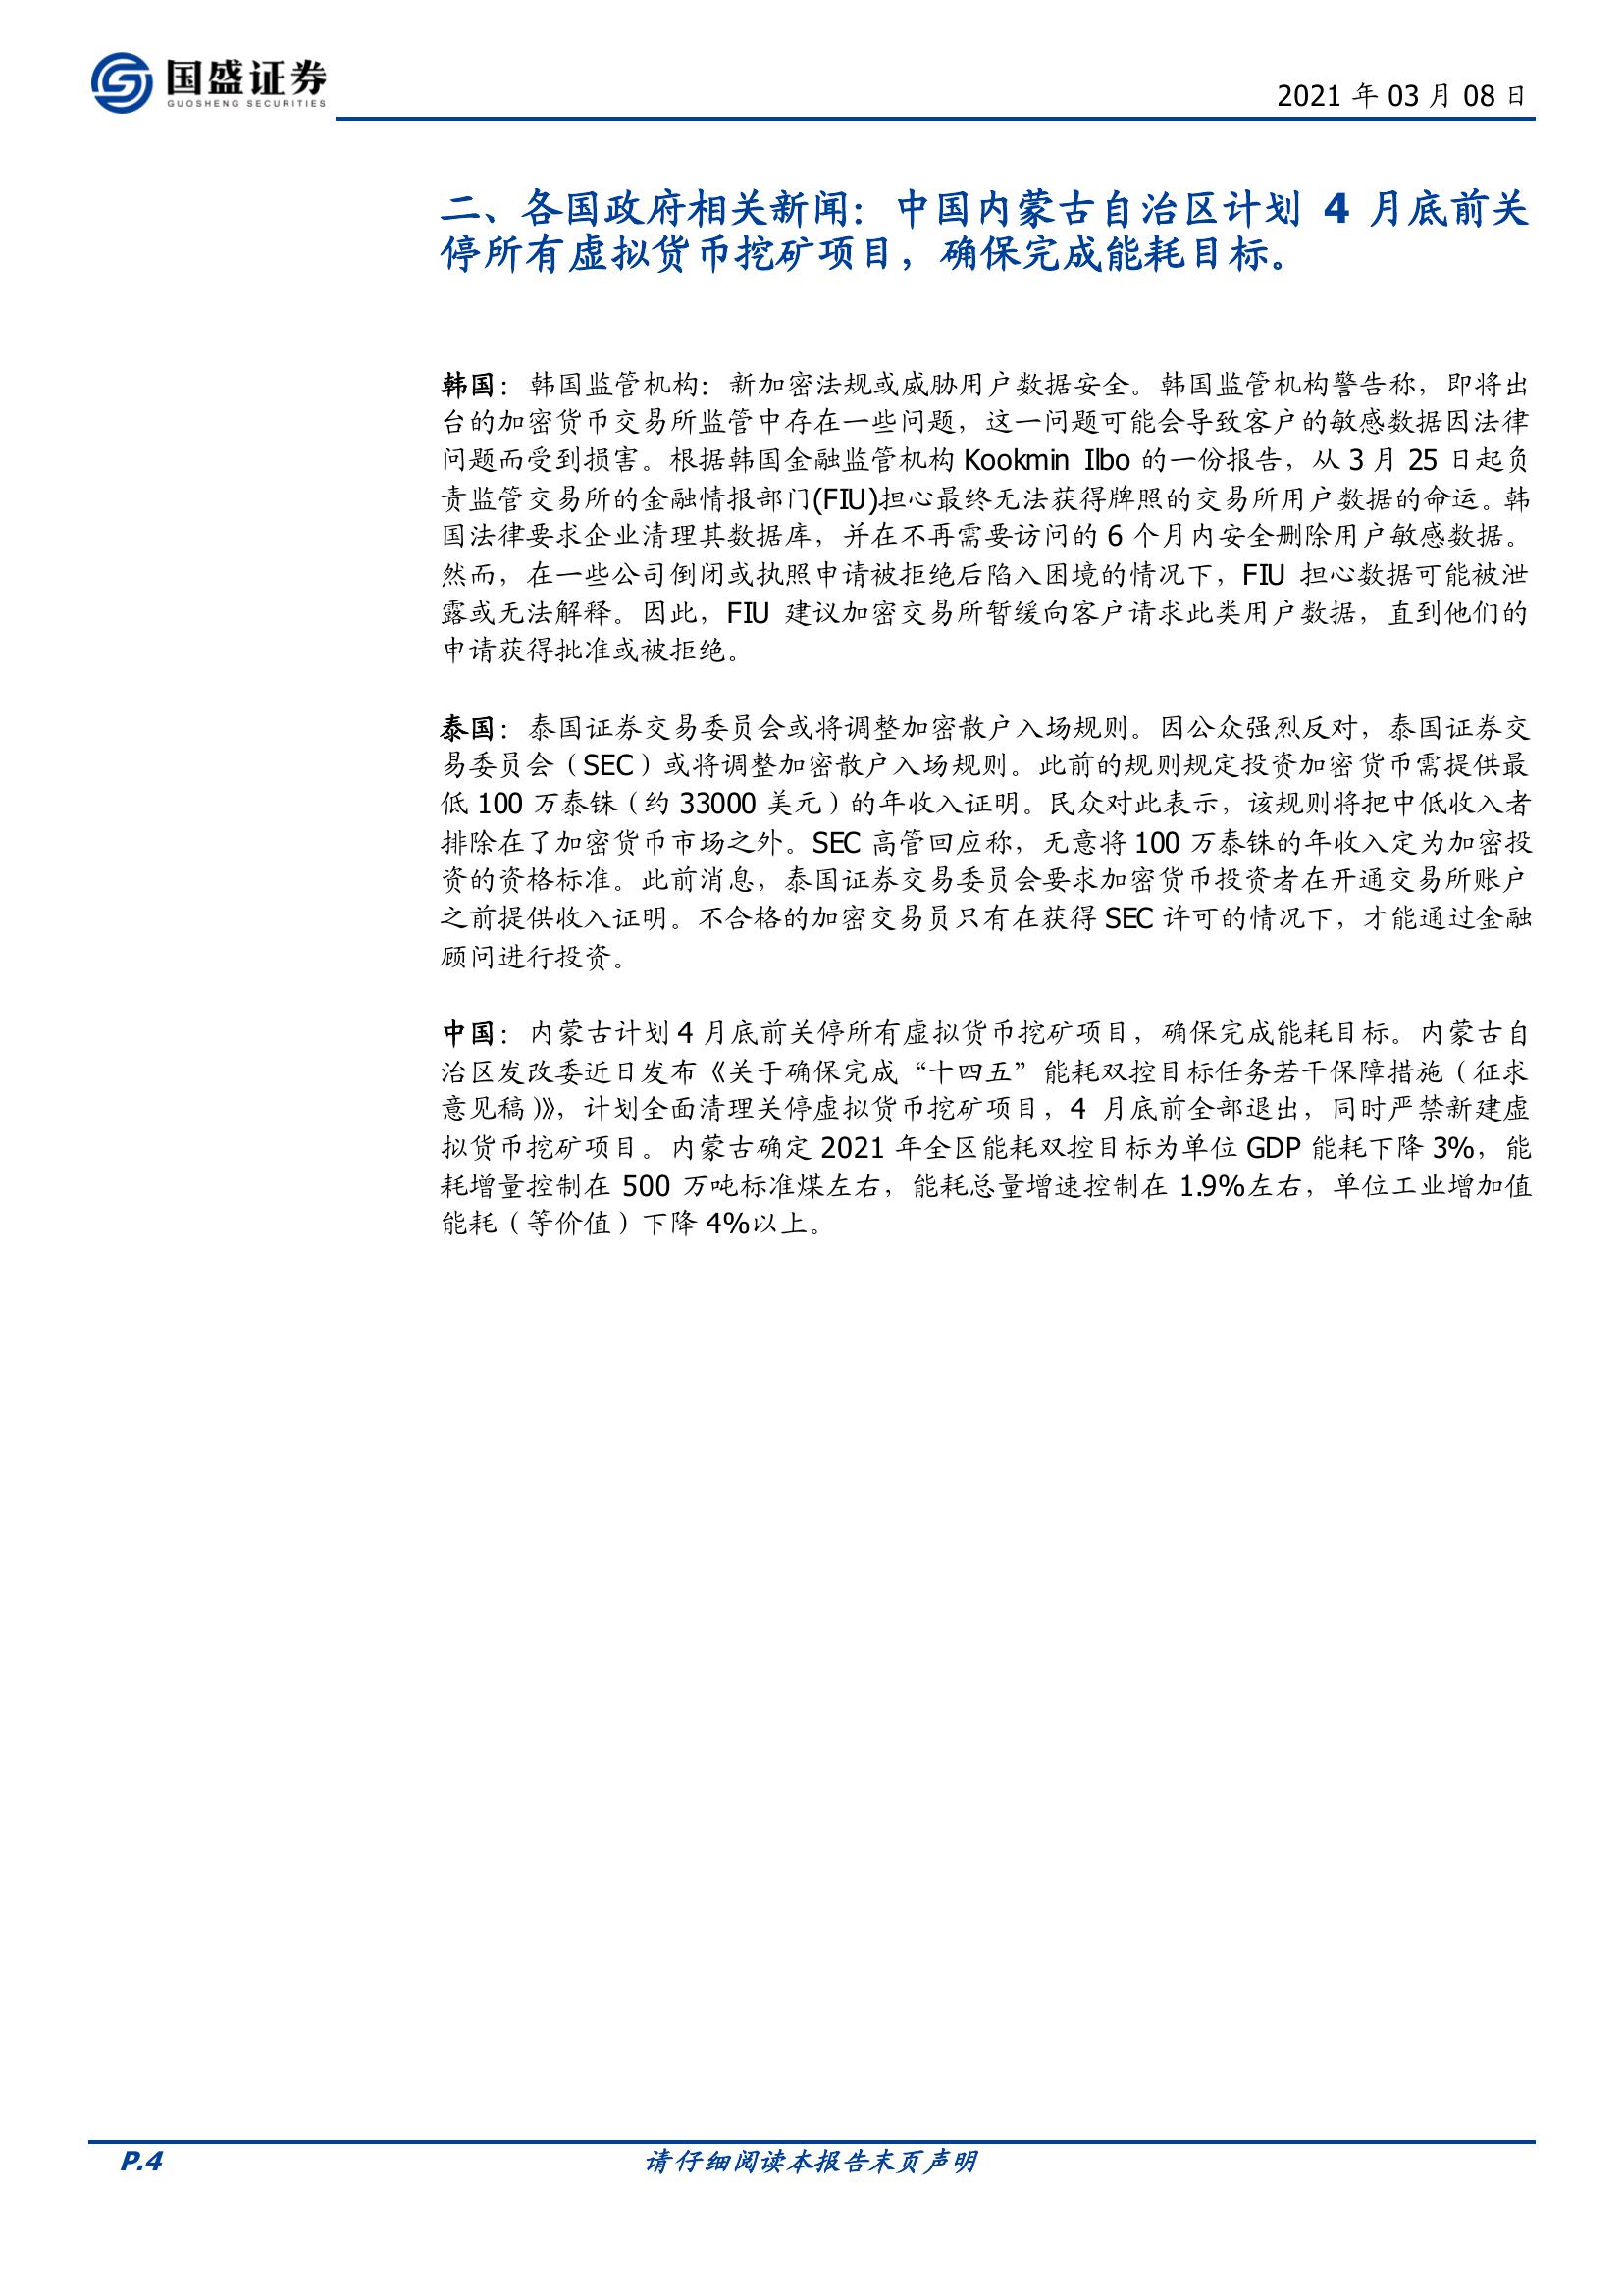 国盛证券
GUOSHENG SECURITIES
2021 年 03 月 08 日
二、各国政府相关新闻：中国内蒙古自治区计划 4 月底前关
停所有虚拟货币挖矿项目，确保完成能耗目标。
韩国：韩国监管机构：新加密法规或威胁用户数据安全。韩国监管机构警告称，即将出
台的加密货币交易所监管中存在一些问题，这一问题可能会导致客户的敏感数据因法律
问题而受到损害。根据韩国金融监管机构 Kookmin Ilbo 的一份报告，从 3 月 25 日起负
责监管交易所的金融情报部门(FIU)担心最终无法获得牌照的交易所用户数据的命运。韩
国法律要求企业清理其数据库，并在不再需要访问的 6 个月内安全删除用户敏感数据。
然而，在一些公司倒闭或执照申请被拒绝后陷入困境的情况下，FIU 担心数据可能被泄
露或无法解释。因此，FIU 建议加密交易所暂缓向客户请求此类用户数据，直到他们的
申请获得批准或被拒绝。
泰国：泰国证券交易委员会或将调整加密散户入场规则。因公众强烈反对，泰国证券交
易委员会（SEC）或将调整加密散户入场规则。此前的规则规定投资加密货币需提供最
低 100 万泰铢（约 33000 美元）的年收入证明。民众对此表示，该规则将把中低收入者
排除在了加密货币市场之外。SEC 高管回应称，无意将 100 万泰铢的年收入定为加密投
资的资格标准。此前消息，泰国证券交易委员会要求加密货币投资者在开通交易所账户
之前提供收入证明。不合格的加密交易员只有在获得 SEC 许可的情况下，才能通过金融
顾问进行投资。
中国：内蒙古计划 4 月底前关停所有虚拟货币挖矿项目，确保完成能耗目标。内蒙古自
治区发改委近日发布《关于确保完成“十四五”能耗双控目标任务若干保障措施（征求
意见稿）》，计划全面清理关停虚拟货币挖矿项目，4 月底前全部退出，同时严禁新建虚
拟货币挖矿项目。内蒙古确定 2021 年全区能耗双控目标为单位 GDP 能耗下降 3%，能
耗增量控制在 500 万吨标准煤左右，能耗总量增速控制在 1.9%左右，单位工业增加值
能耗（等价值）下降 4%以上。
P.4
请仔细阅读本报告末页声明